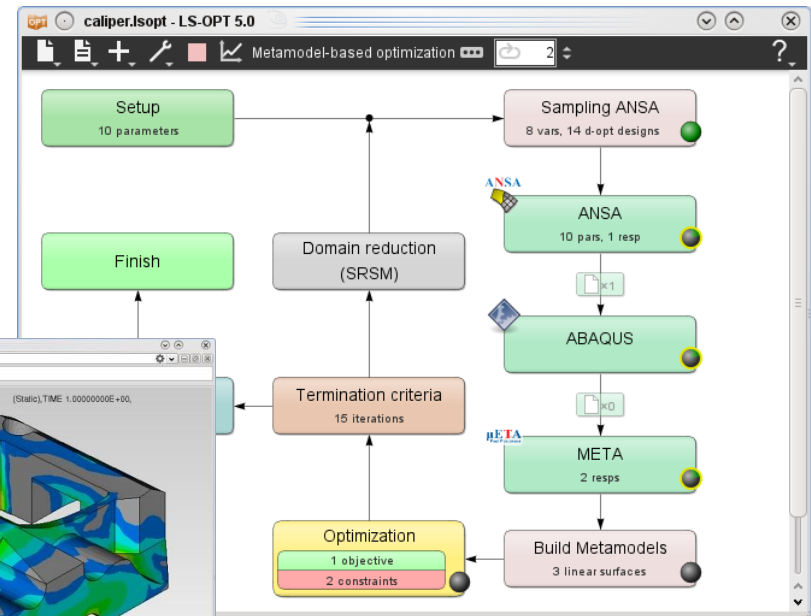 caliper.lsopt - LS-OPT 5.0
Metamodel-based optimization
2
?
Setup
10 parameters
Sampling ANSA
8 vars, 14 d-opt designs
ANSA
ANSA
10 pars, 1 resp
Finish
Domain reduction
(SRSM)
×1
ABAQUS
(Static),TIME 1.00000000E+00,
Termination criteria
15 iterations
×0
µETA
META
2 resps
Optimization
1 objective
2 constraints
Build Metamodels
3 linear surfaces